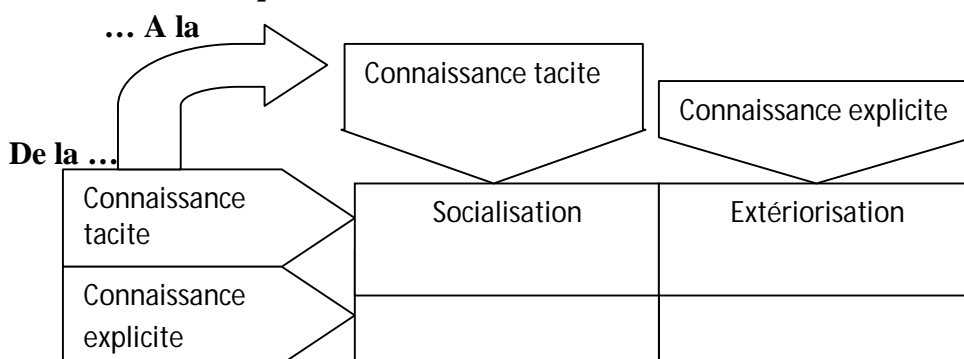 … A la
Connaissance tacite
Connaissance explicite
De la …
Connaissance
tacite
Socialisation
Extériorisation
Connaissance
explicite